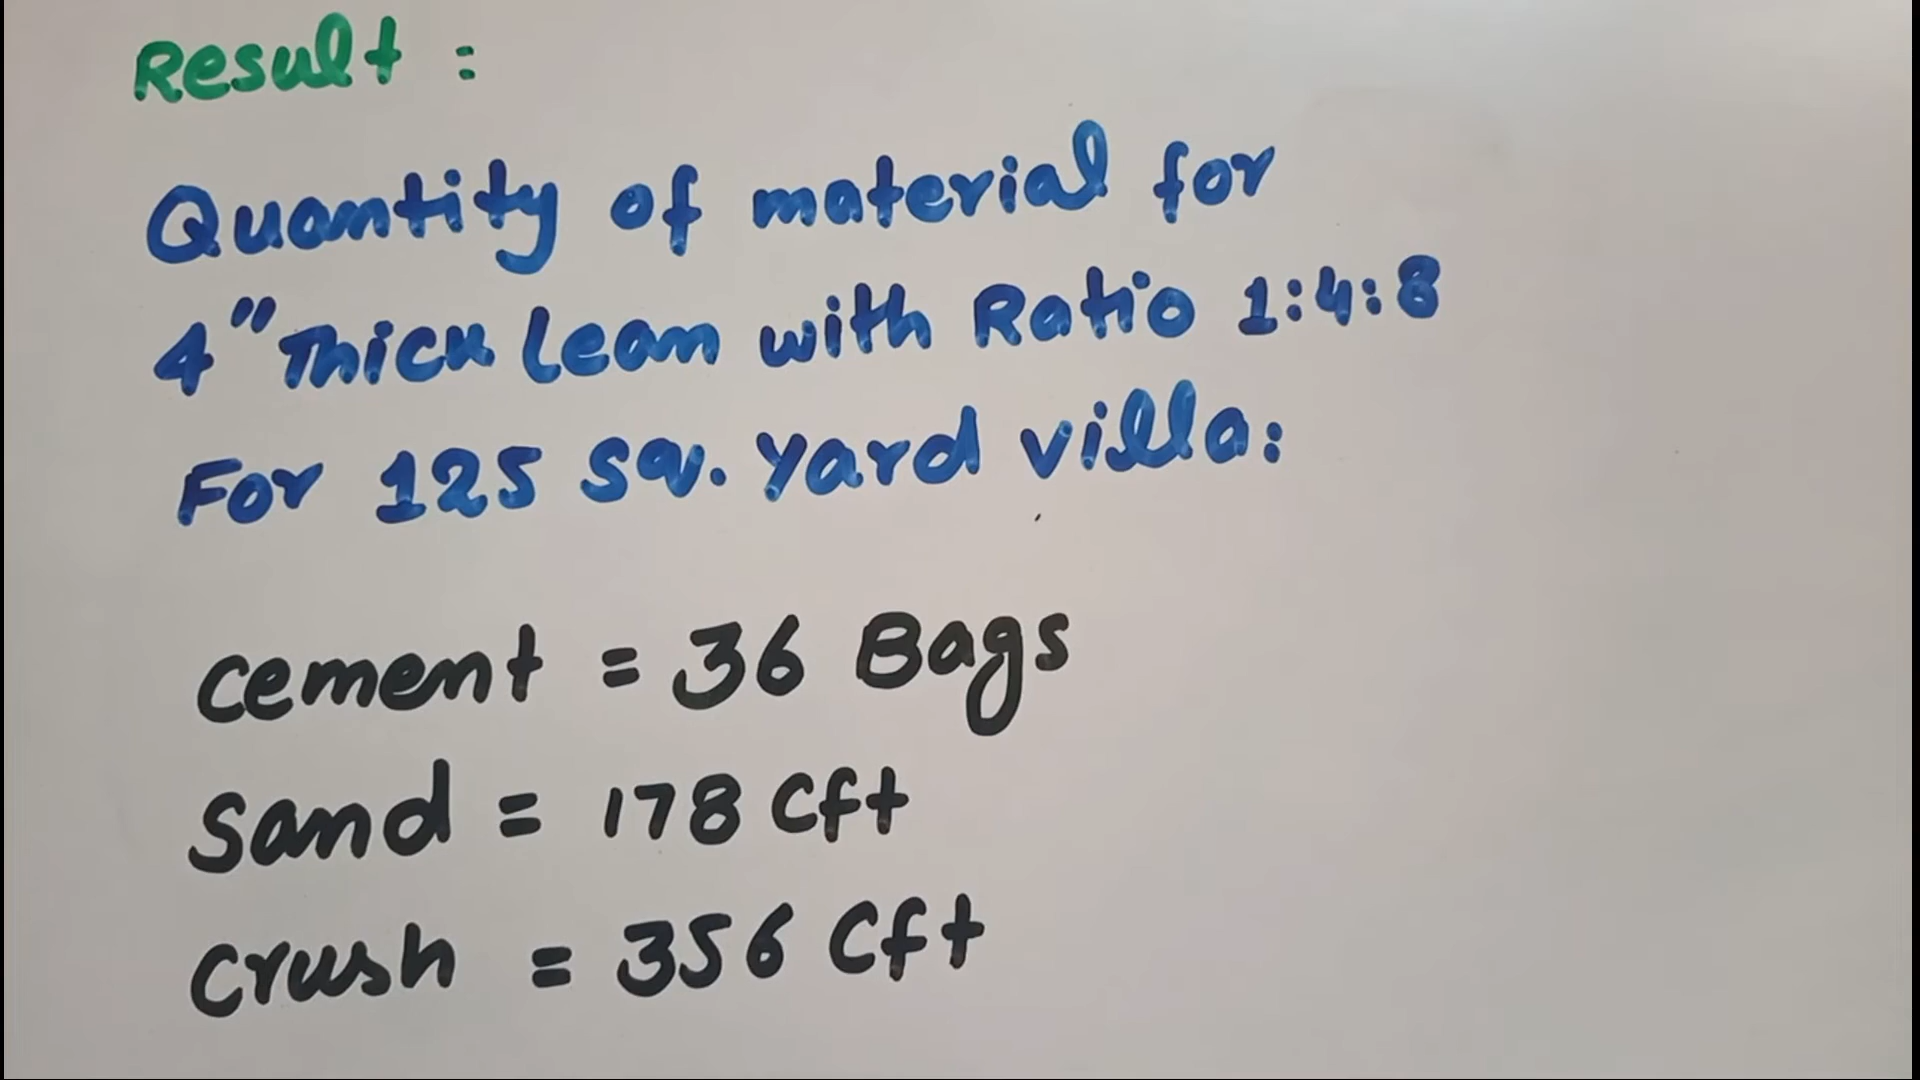 Result :
Quantity of material for
4" Thick lean with Ratio 1:4:8
For 125 Sq. Yard villa:
Cement = 36 Bags
Sand = 178 Cft
Crush = 356 Cft